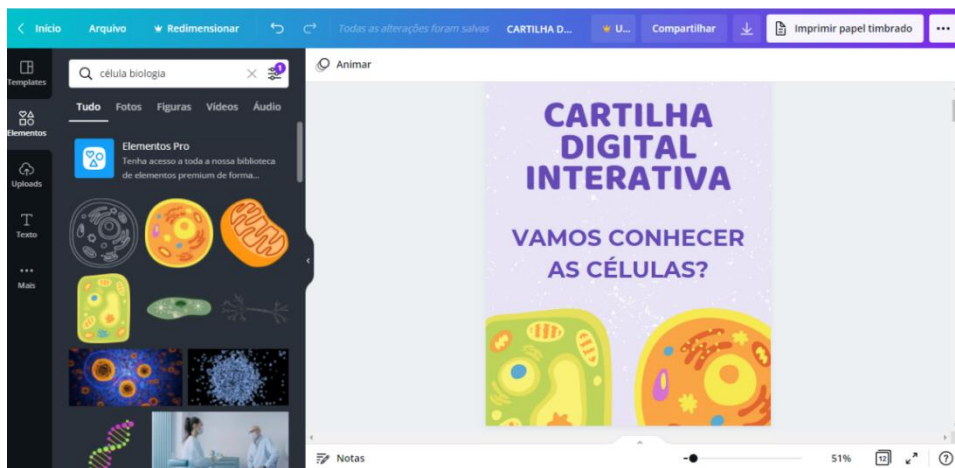 Início Arquivo Redimensionar Todas as alterações foram salvas CARTILHA D... U... Compartilhar Imprimir papel timbrado
Templates
Elementos
Uploads
Texto
Mais
célula biologia
1
Tudo Fotos Figuras Vídeos Áudio
Elementos Pro
Tenha acesso a toda a nossa biblioteca
de elementos premium de forma...
Animar
CARTILHA
DIGITAL
INTERATIVA
VAMOS CONHECER
AS CÉLULAS?
Notas 51% 12 ?